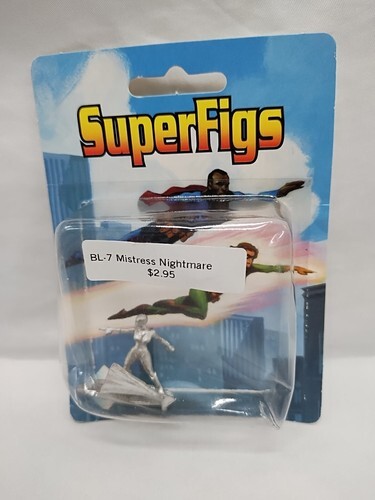 SuperFigs
BL-7 Mistress Nightmare
$2.95